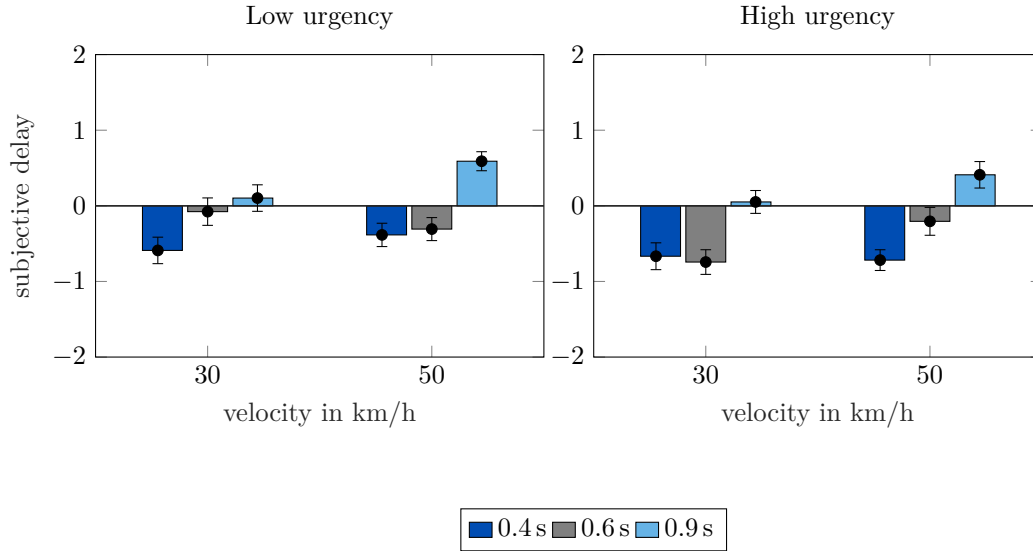 Low urgency
High urgency
2
1
0
−1
−2
subjective delay
30
50
velocity in km/h
2
1
0
−1
−2
30
50
velocity in km/h
0.4 s
0.6 s
0.9 s